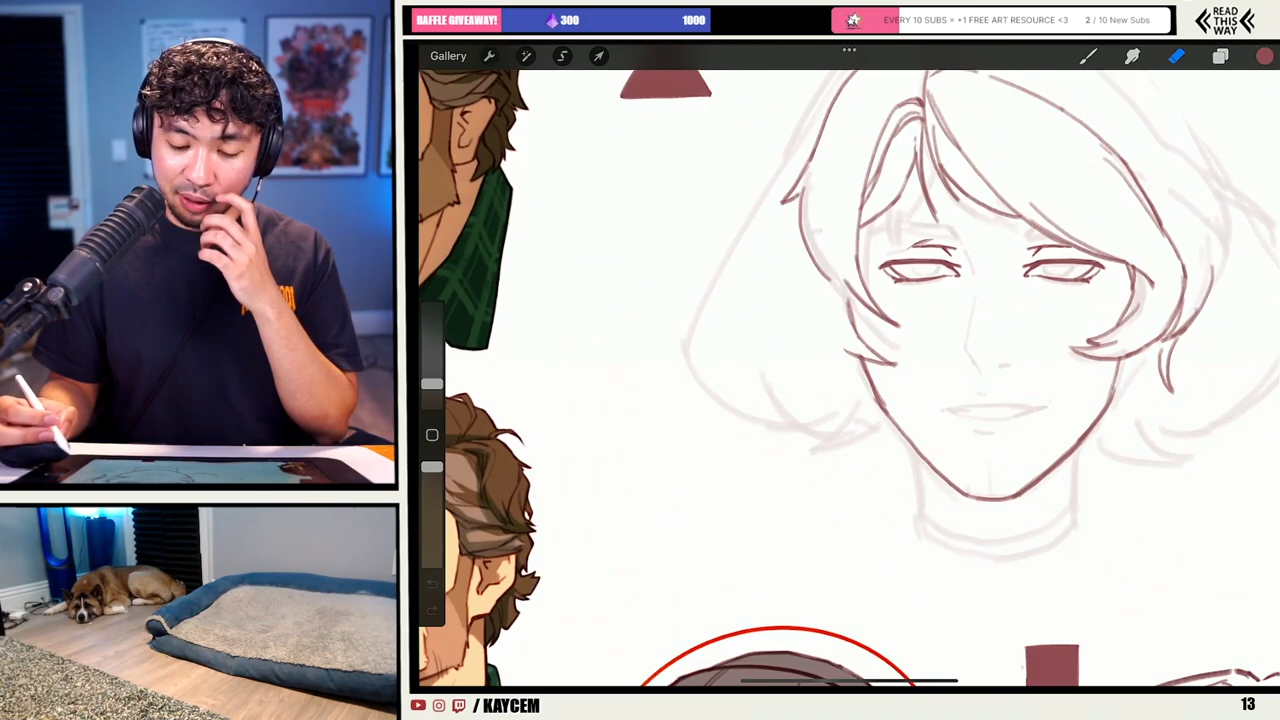 RAFFLE GIVEAWAY! 300 1000
EVERY 10 SUBS = +1 FREE ART RESOURCE <3 2 / 10 New Subs
READ
THIS
WAY
Gallery
/ KAYCEM
13